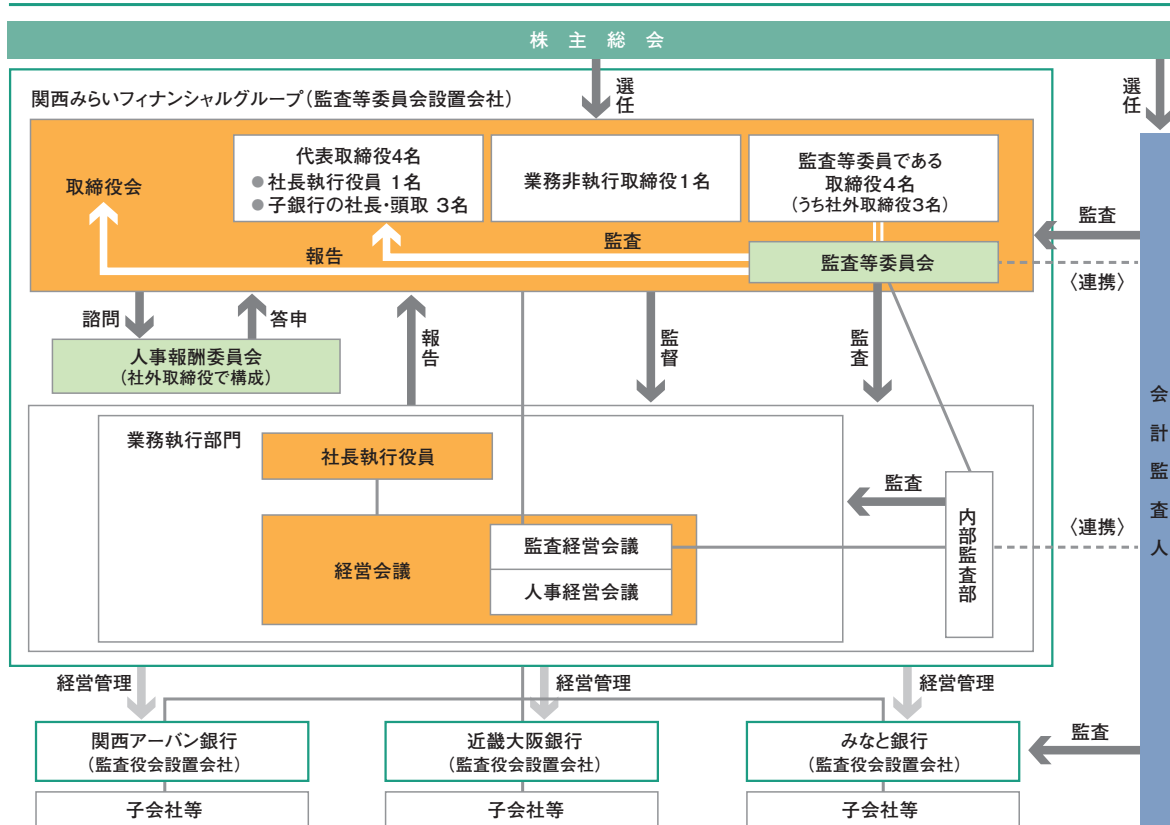 株主総会
選任
選任
関西みらいフィナンシャルグループ（監査等委員会設置会社）
取締役会
代表取締役4名
●社長執行役員 1名
●子銀行の社長・頭取 3名
業務非執行取締役1名
監査等委員である
取締役4名
（うち社外取締役3名）
監査
監査
報告
監査等委員会
〈連携〉
諮問
答申
報告
監督
監査
人事報酬委員会
（社外取締役で構成）
業務執行部門
社長執行役員
監査
経営会議
監査経営会議
人事経営会議
内部監査部
〈連携〉
会計監査人
経営管理
経営管理
経営管理
関西アーバン銀行
（監査役会設置会社）
近畿大阪銀行
（監査役会設置会社）
みなと銀行
（監査役会設置会社）
監査
子会社等
子会社等
子会社等